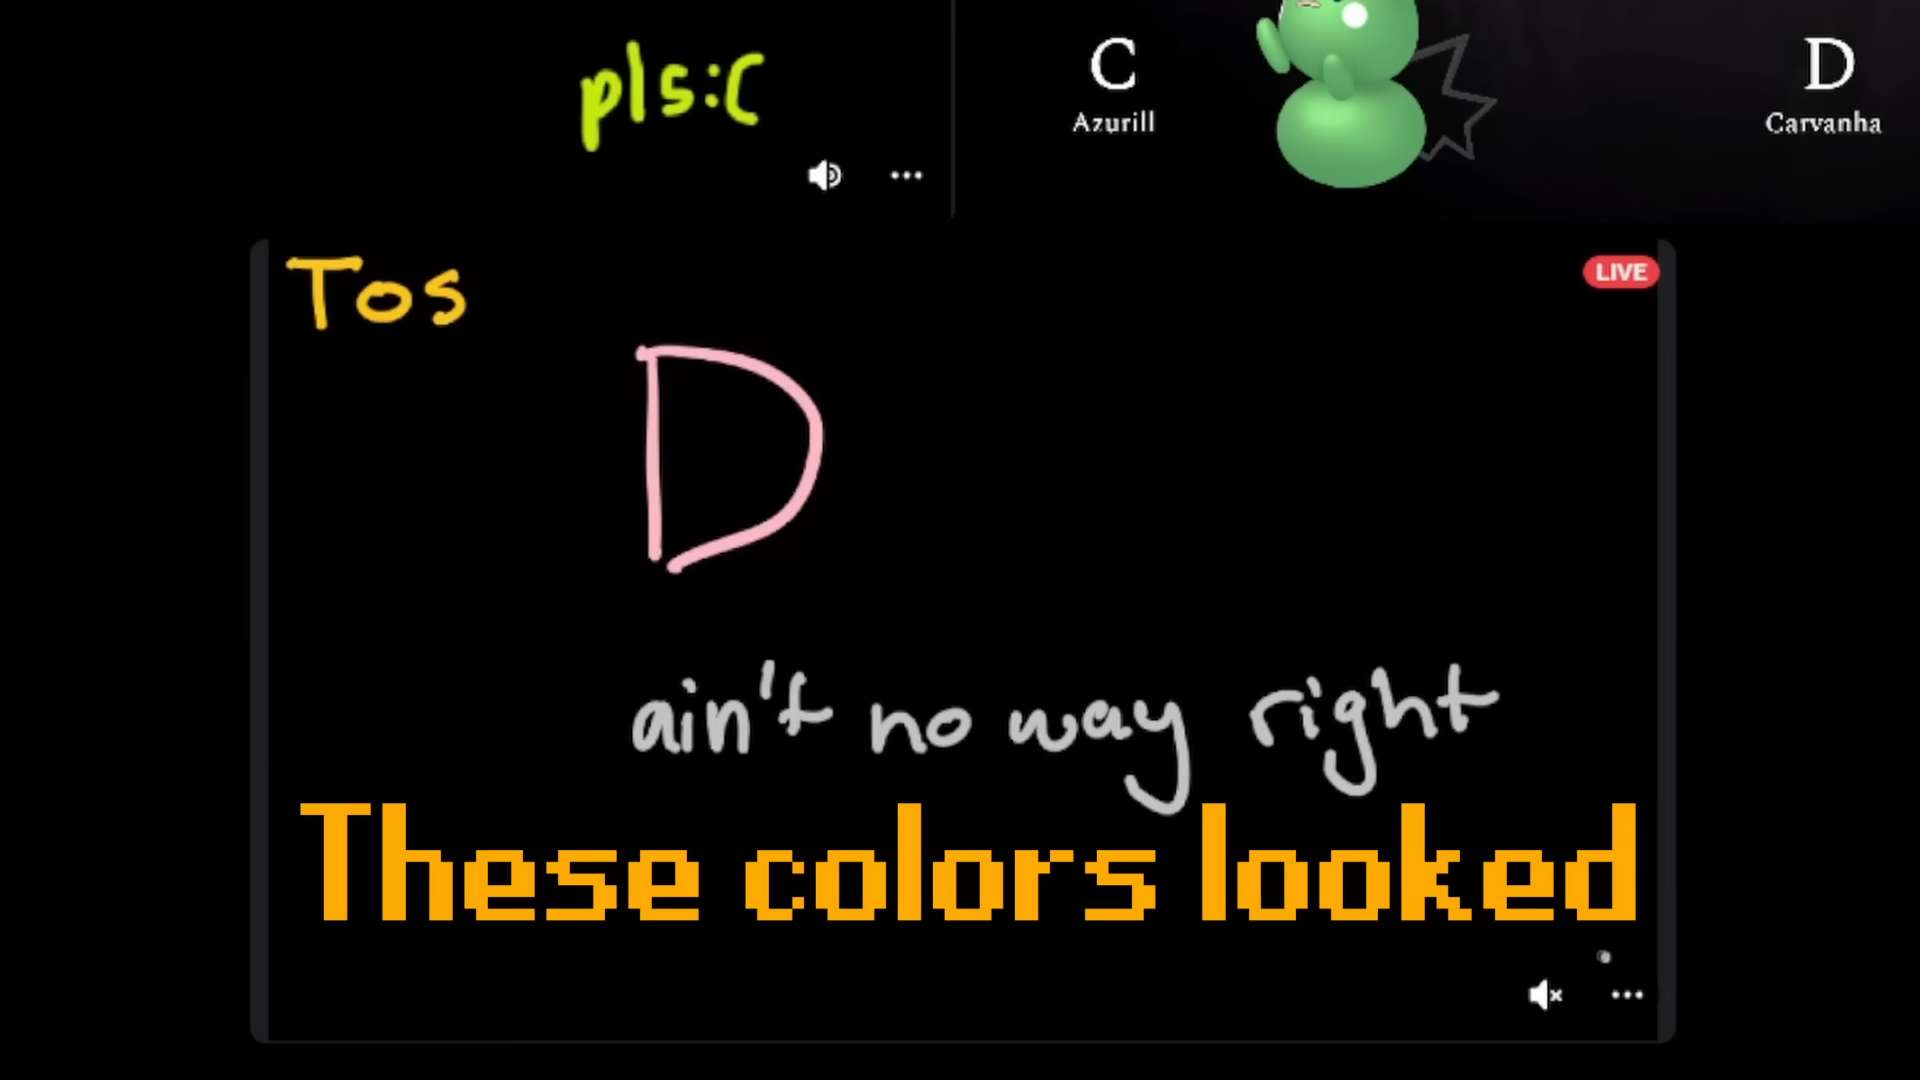 pls:(
C
Azurill
D
Carvanha
Tos
LIVE
D
ain't no way right
These colors looked